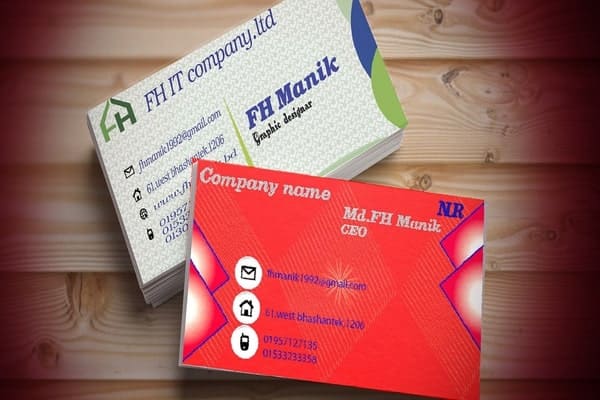 FH IT company.ltd
FH
FH Manik
Graphic designar
fhmanik1992@gmail.com
61.west bhashantek,1206
Company name
NR
Md.FH Manik
CEO
fhmanik1992@gmail.com
61.west bhashantek,1206
01957127135
01533233358